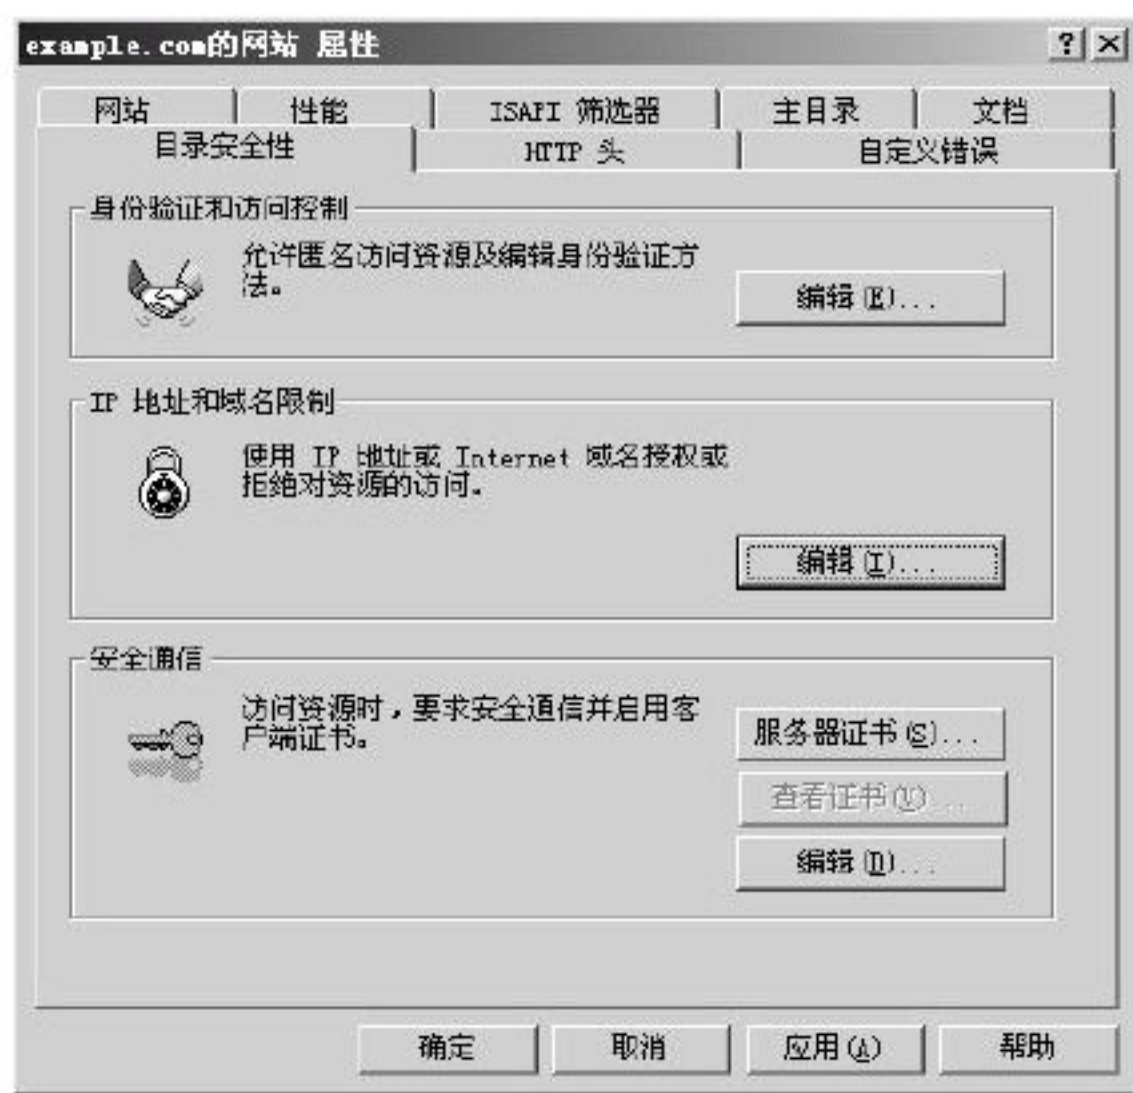 example.com的网站 属性
网站 性能 ISAPI 筛选器 主目录 文档
目录安全性 HTTP 头 自定义错误
身份验证和访问控制
允许匿名访问资源及编辑身份验证方
法。
编辑(E)...
IP 地址和域名限制
使用 IP 地址或 Internet 域名授权或
拒绝对资源的访问。
编辑(I)...
安全通信
访问资源时，要求安全通信并启用客
户端证书。
服务器证书(S)...
查看证书(V)...
编辑(D)...
确定 取消 应用(A) 帮助